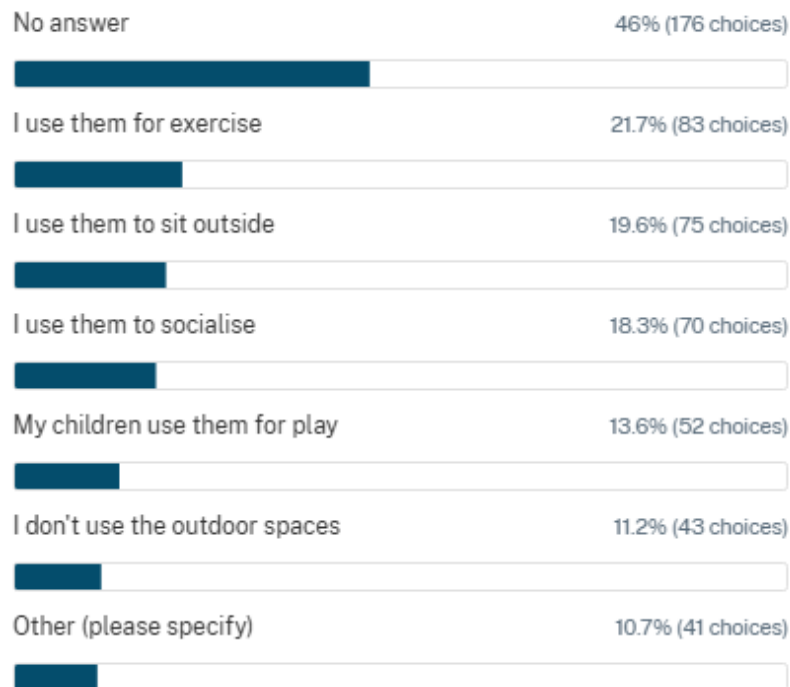 No answer 46% (176 choices)
I use them for exercise 21.7% (83 choices)
I use them to sit outside 19.6% (75 choices)
I use them to socialise 18.3% (70 choices)
My children use them for play 13.6% (52 choices)
I don't use the outdoor spaces 11.2% (43 choices)
Other (please specify) 10.7% (41 choices)